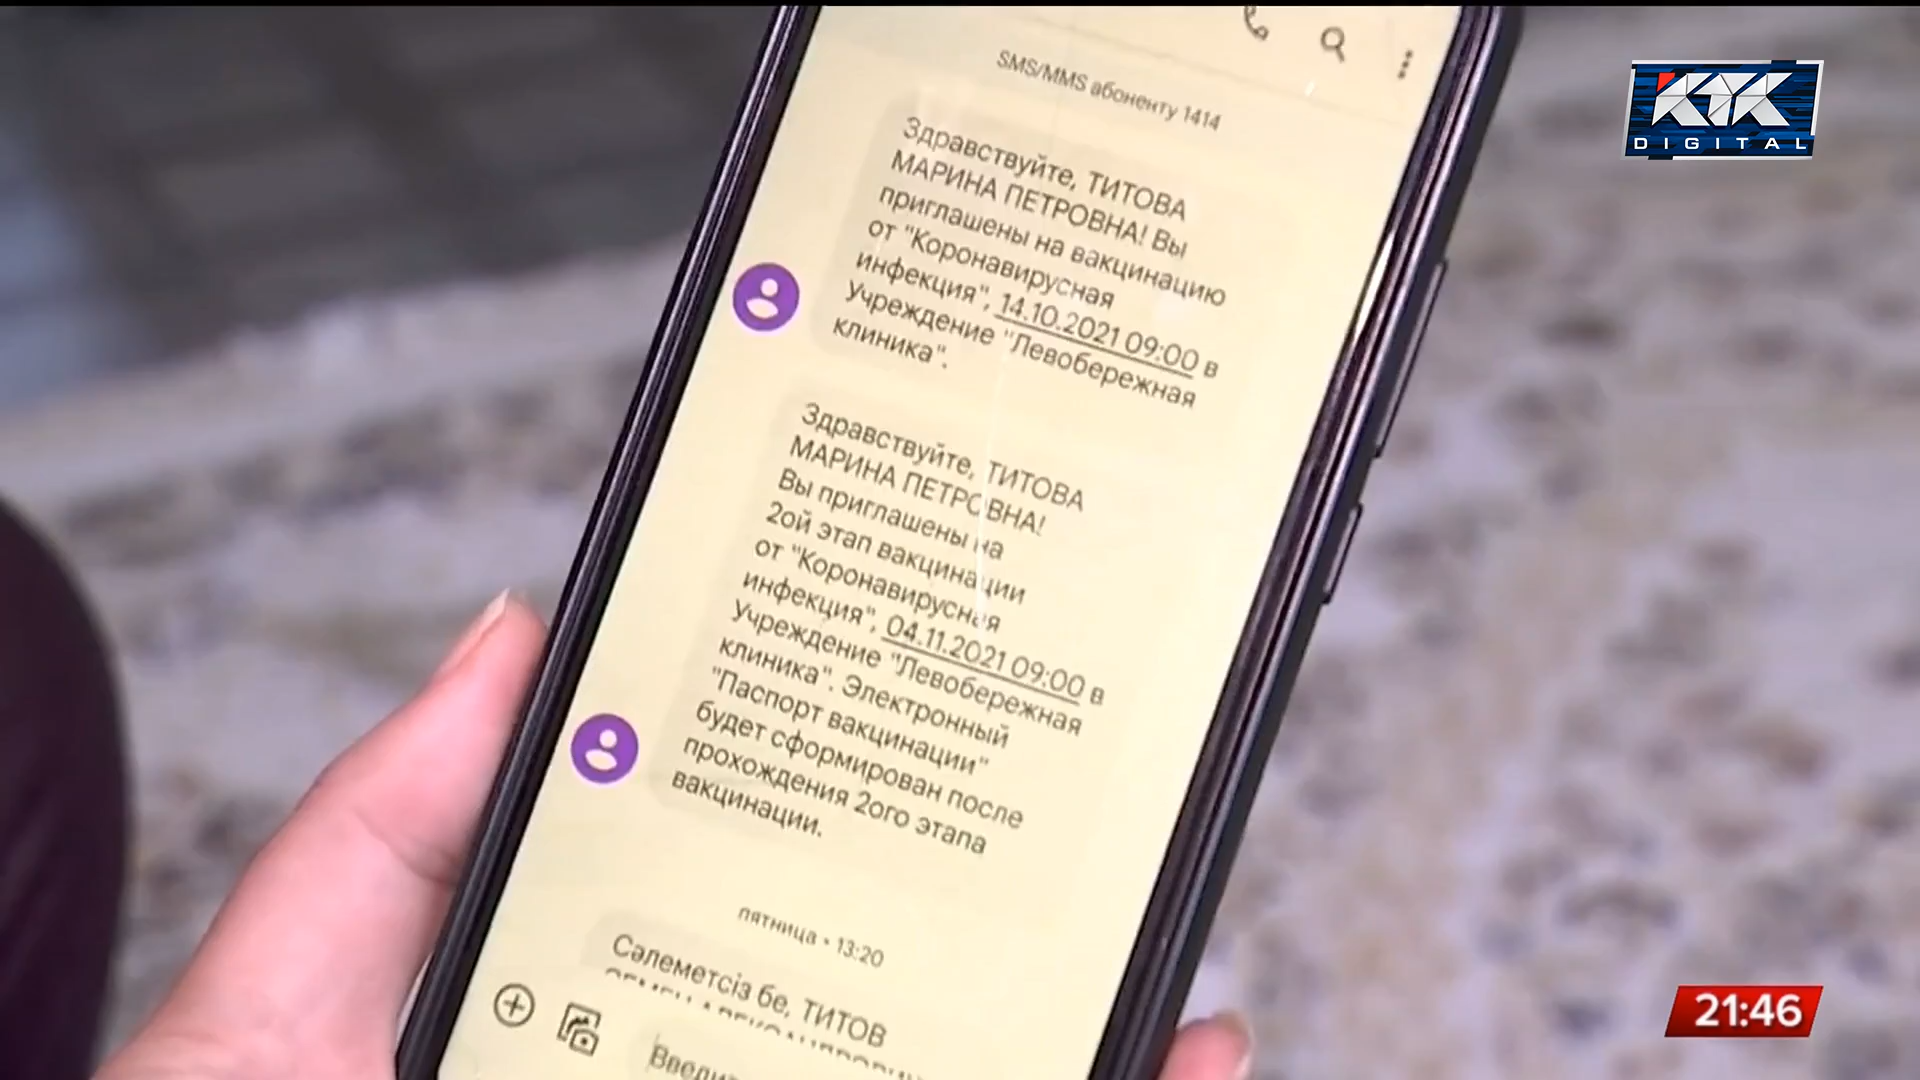 КТК
DIGITAL
SMS/MMS абоненту 1414
Здравствуйте, ТИТОВА
МАРИНА ПЕТРОВНА! Вы
приглашены на вакцинацию
от "Коронавирусная
инфекция", 14.10.2021 09:00 в
Учреждение "Левобережная
клиника".
Здравствуйте, ТИТОВА
МАРИНА ПЕТРОВНА!
Вы приглашены на
2ой этап вакцинации
от "Коронавирусная
инфекция", 04.11.2021 09:00 в
Учреждение "Левобережная
клиника". Электронный
"Паспорт вакцинации"
будет сформирован после
прохождения 2ого этапа
вакцинации.
пятница • 13:20
Сәлеметсіз бе, ТИТОВ
21:46